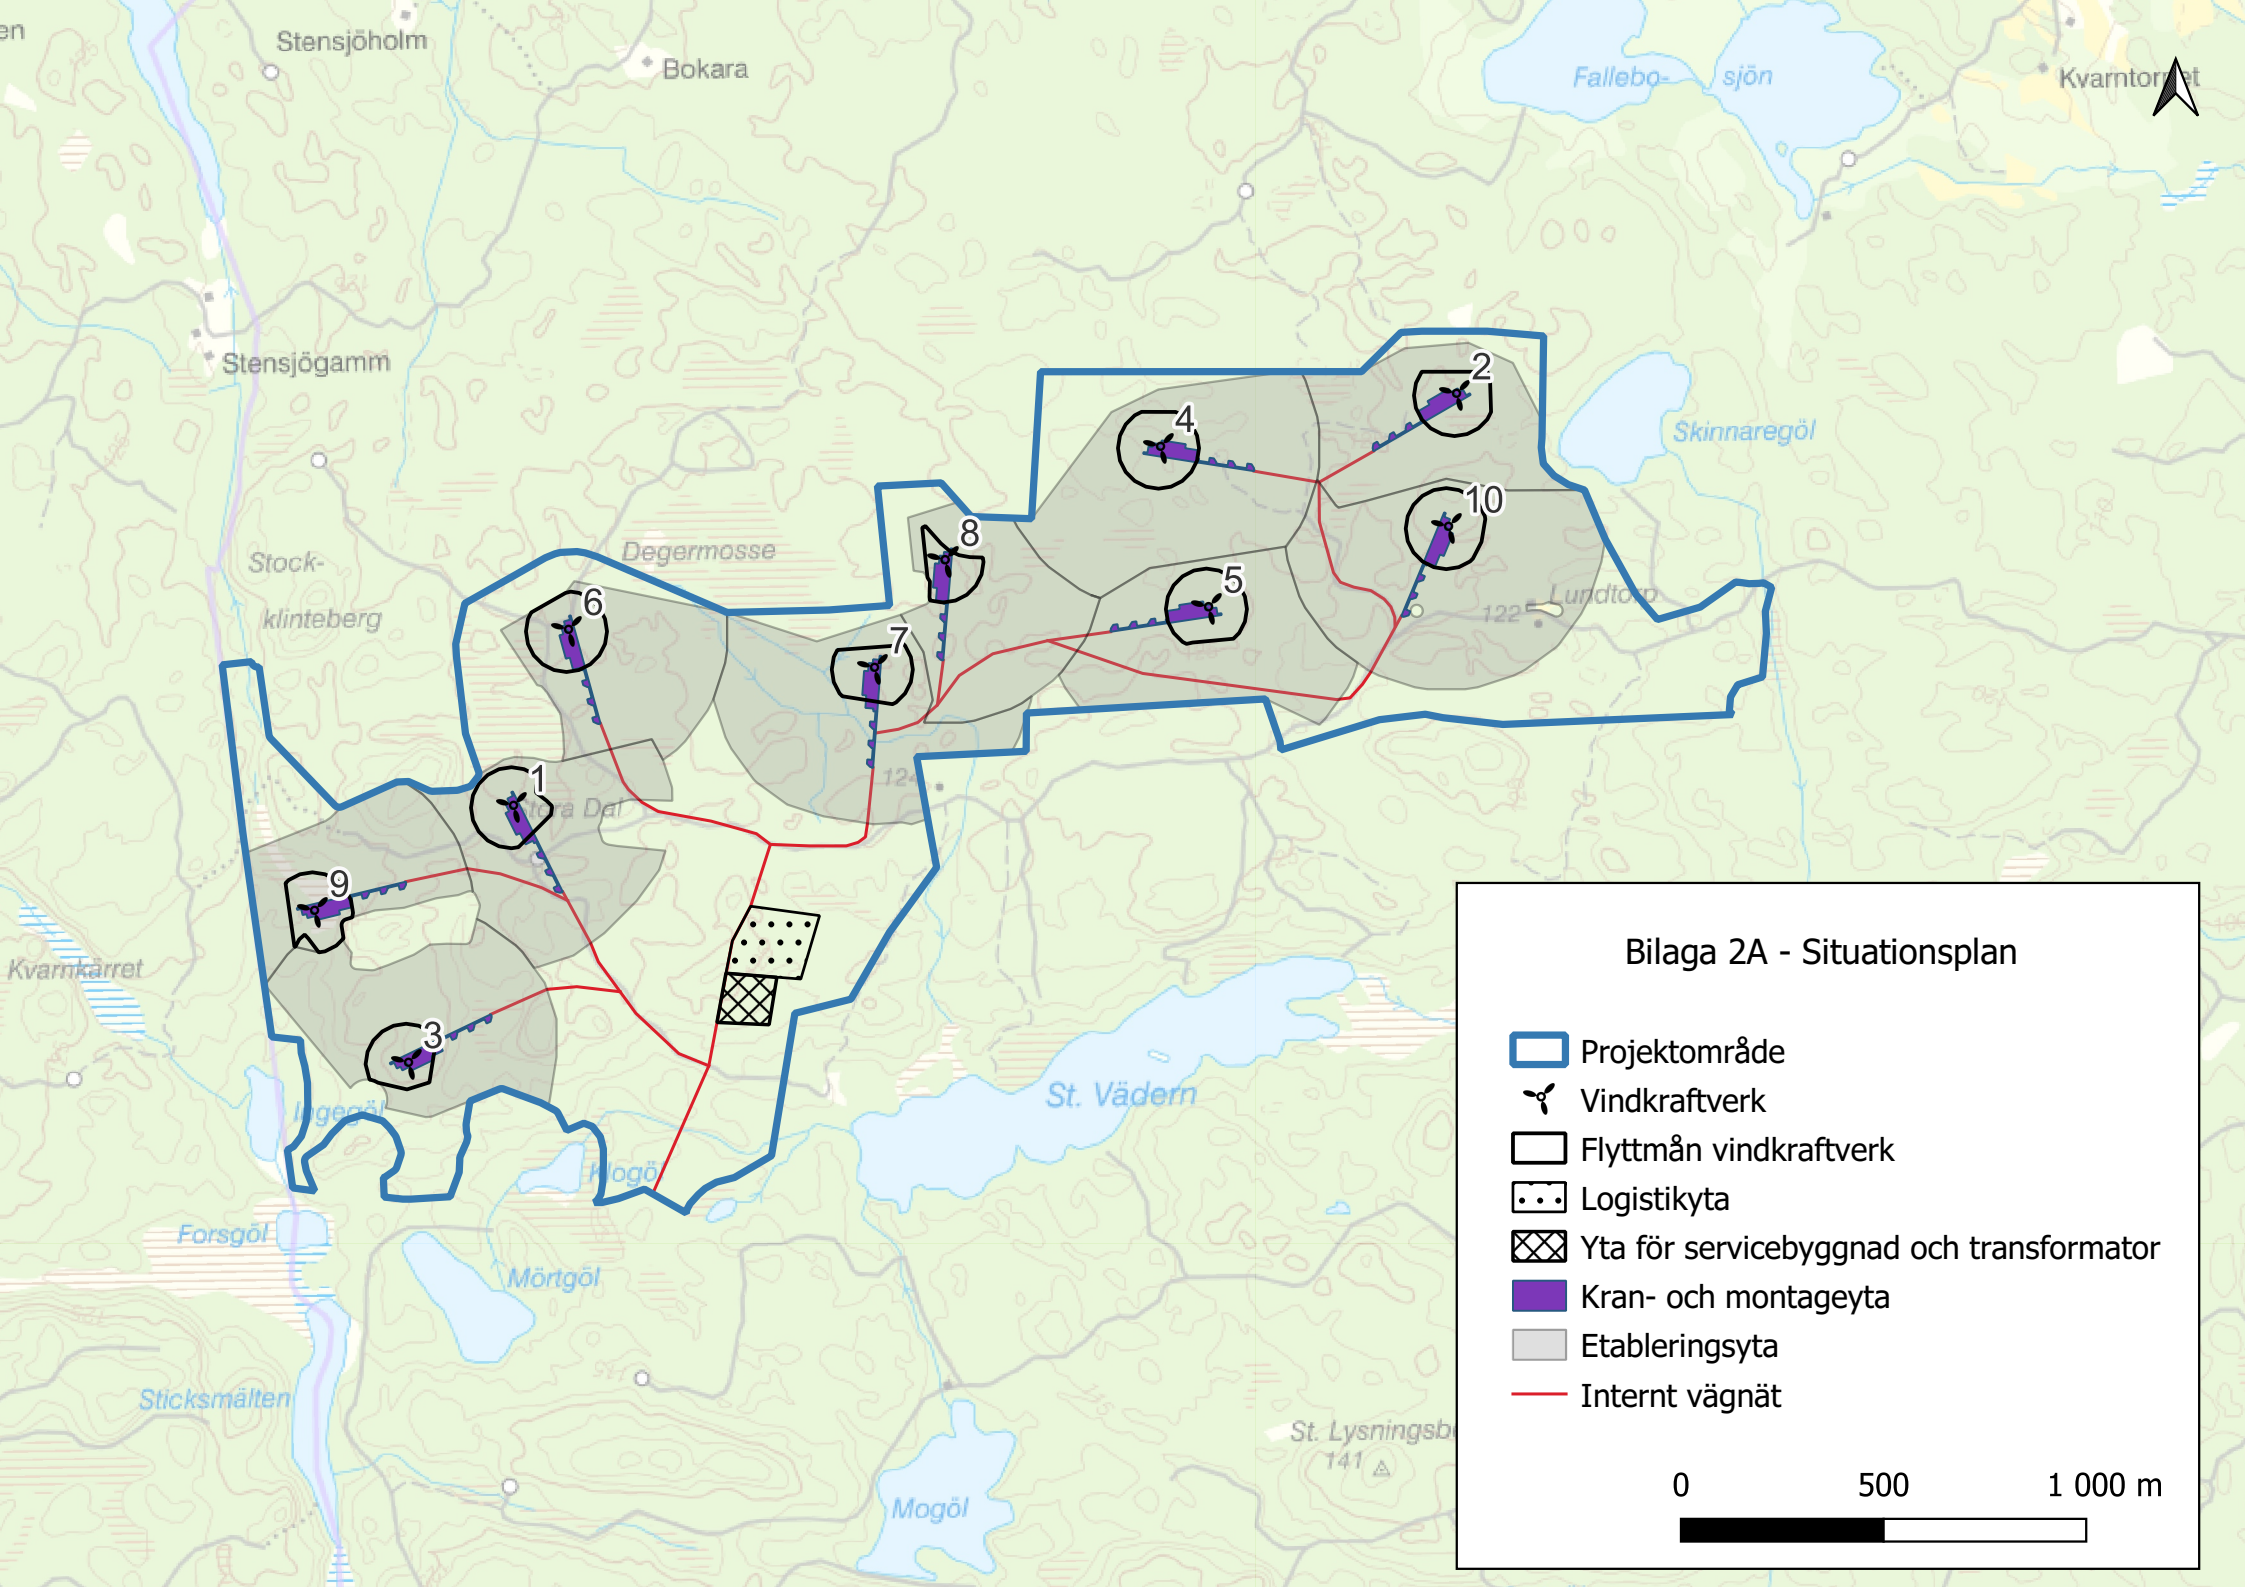 Stensjöholm
Bokara
Fallebo-
sjön
Stensjögamm
2
4
Skinnaregöl
10
8
Degermosse
Stock-
klinteberg
6
5
122
Lundtorp
7
1
Stora Dal
124
9
Kvarnkärret
3
Ingegöl
St. Vädern
Klogöl
Forsgöl
Mörtgöl
Sticksmälten
St. Lysningsb
141
Mogöl
Bilaga 2A - Situationsplan
Projektområde
Vindkraftverk
Flyttmån vindkraftverk
Logistikyta
Yta för servicebyggnad och transformator
Kran- och montageyta
Etableringsyta
Internt vägnät
0 500 1 000 m